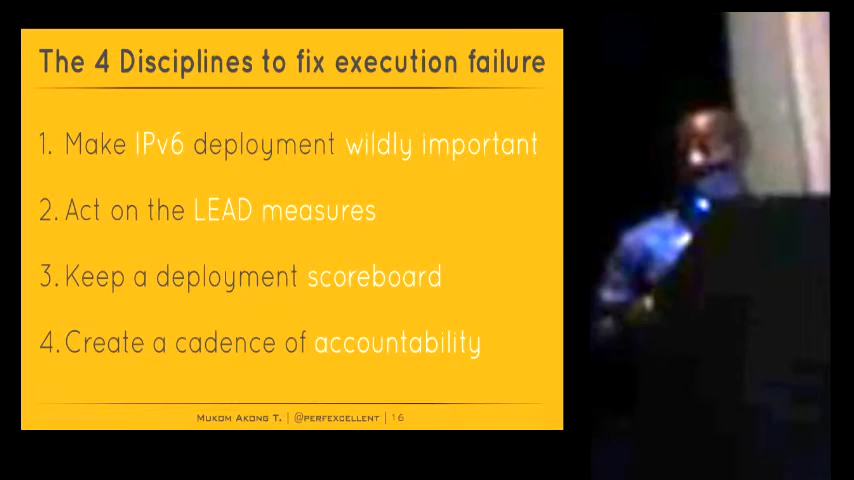 The 4 Disciplines to fix execution failure
1. Make IPv6 deployment wildly important
2. Act on the LEAD measures
3. Keep a deployment scoreboard
4. Create a cadence of accountability
MUKOM AKONG T. | @PERFEXCELLENT | 16